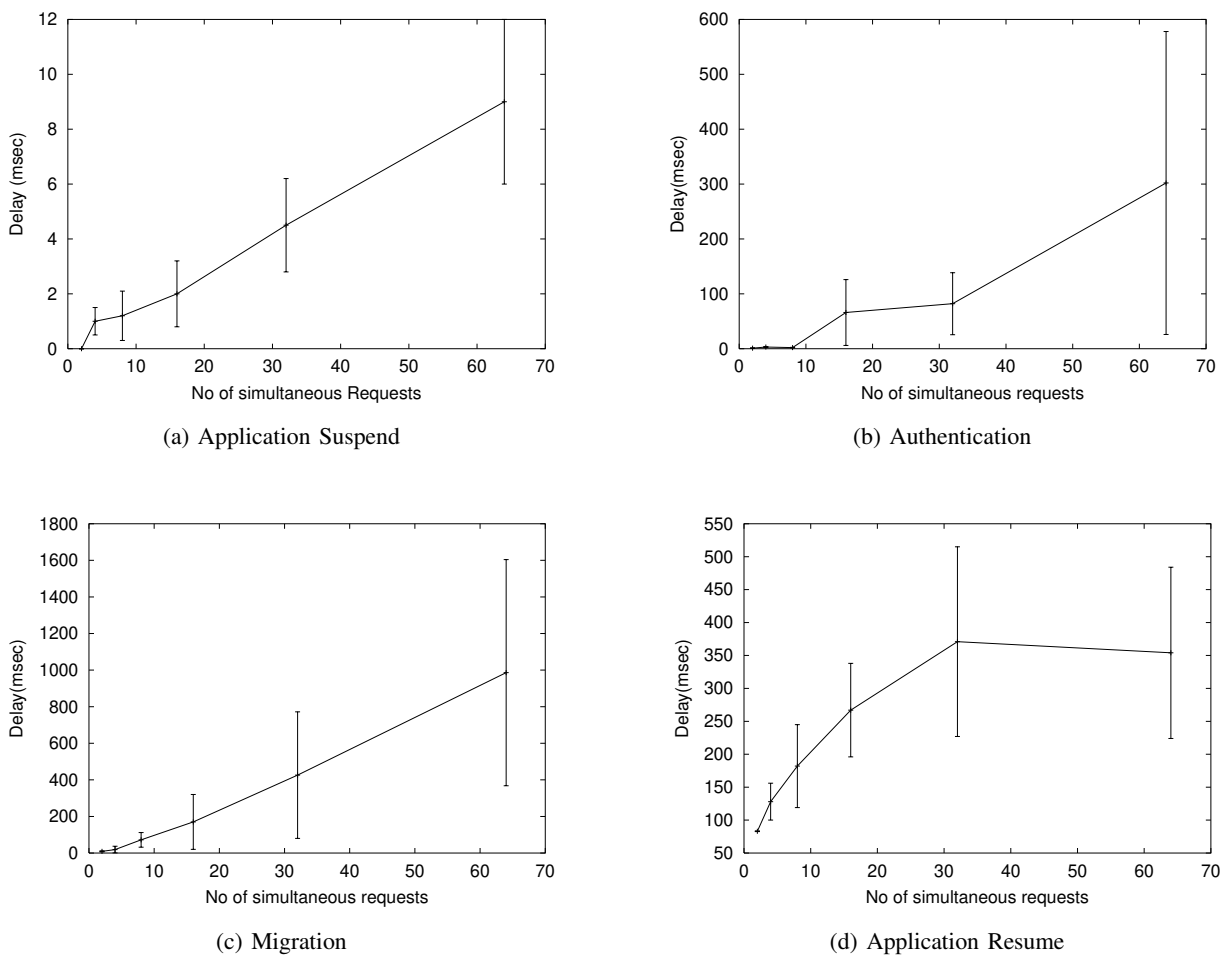 12
10
8
6
4
2
0
Delay (msec)
0 10 20 30 40 50 60 70
No of simultaneous Requests
(a) Application Suspend
600
500
400
300
200
100
0
Delay(msec)
0 10 20 30 40 50 60 70
No of simultaneous requests
(b) Authentication
1800
1600
1400
1200
1000
800
600
400
200
0
Delay(msec)
0 10 20 30 40 50 60 70
No of simultaneous requests
(c) Migration
550
500
450
400
350
300
250
200
150
100
50
Delay(msec)
0 10 20 30 40 50 60 70
No of simultaneous requests
(d) Application Resume